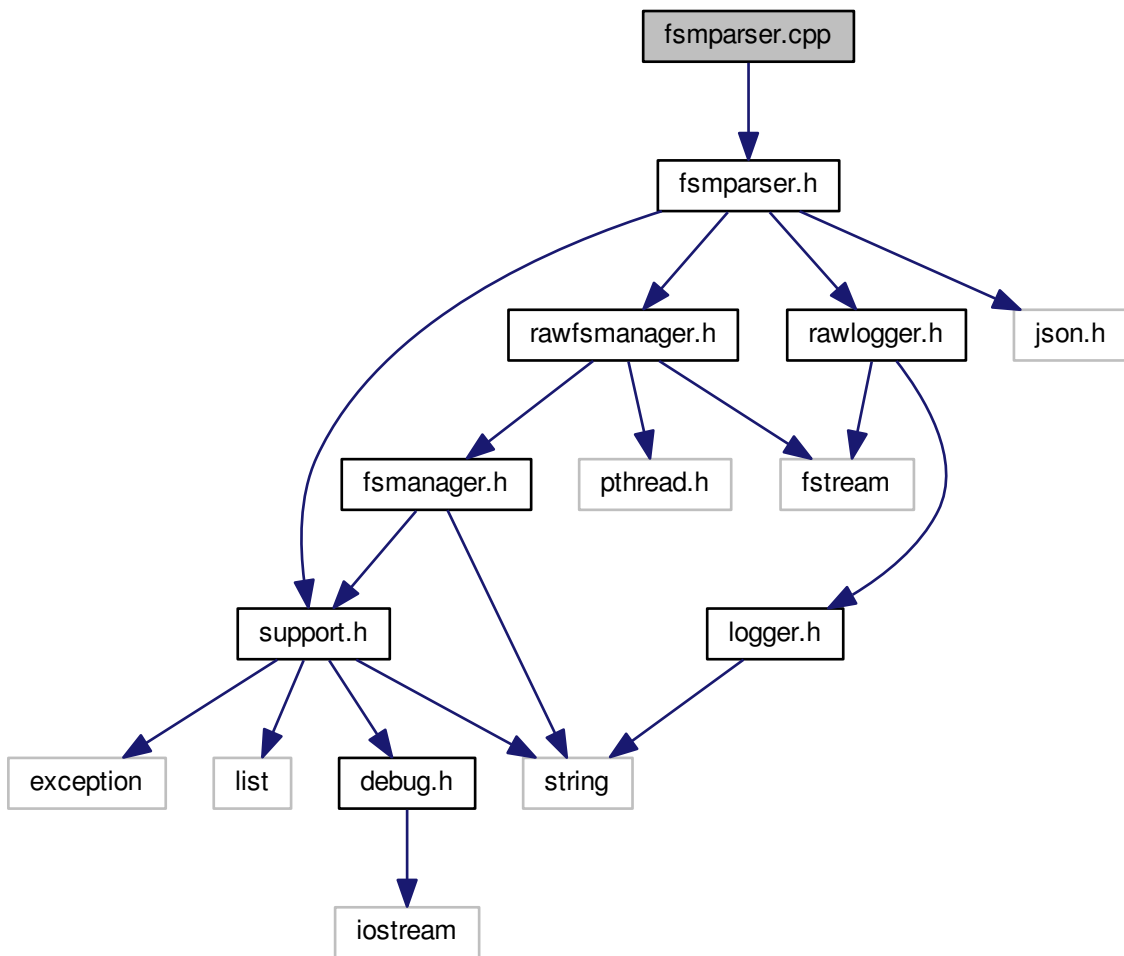 fsmparser.cpp
fsmparser.h
rawfsmanager.h
rawlogger.h
json.h
fsmanager.h
pthread.h
fstream
support.h
logger.h
exception
list
debug.h
string
iostream